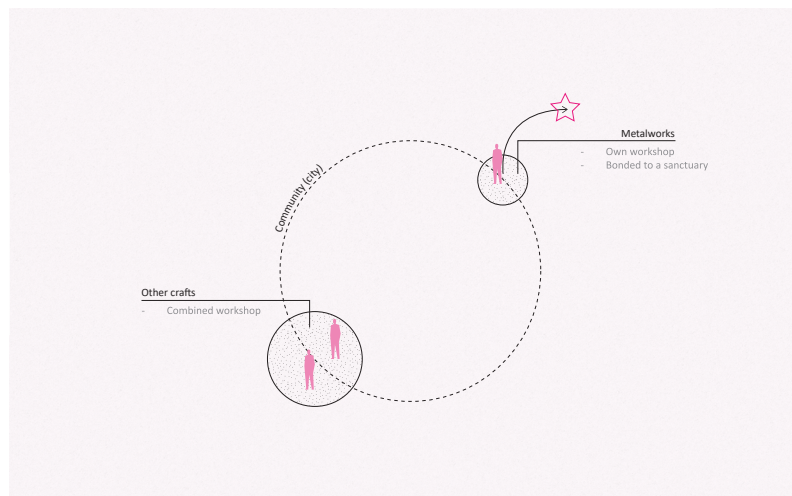 Metalworks
- Own workshop
- Bonded to a sanctuary
Community (city)
Other crafts
- Combined workshop